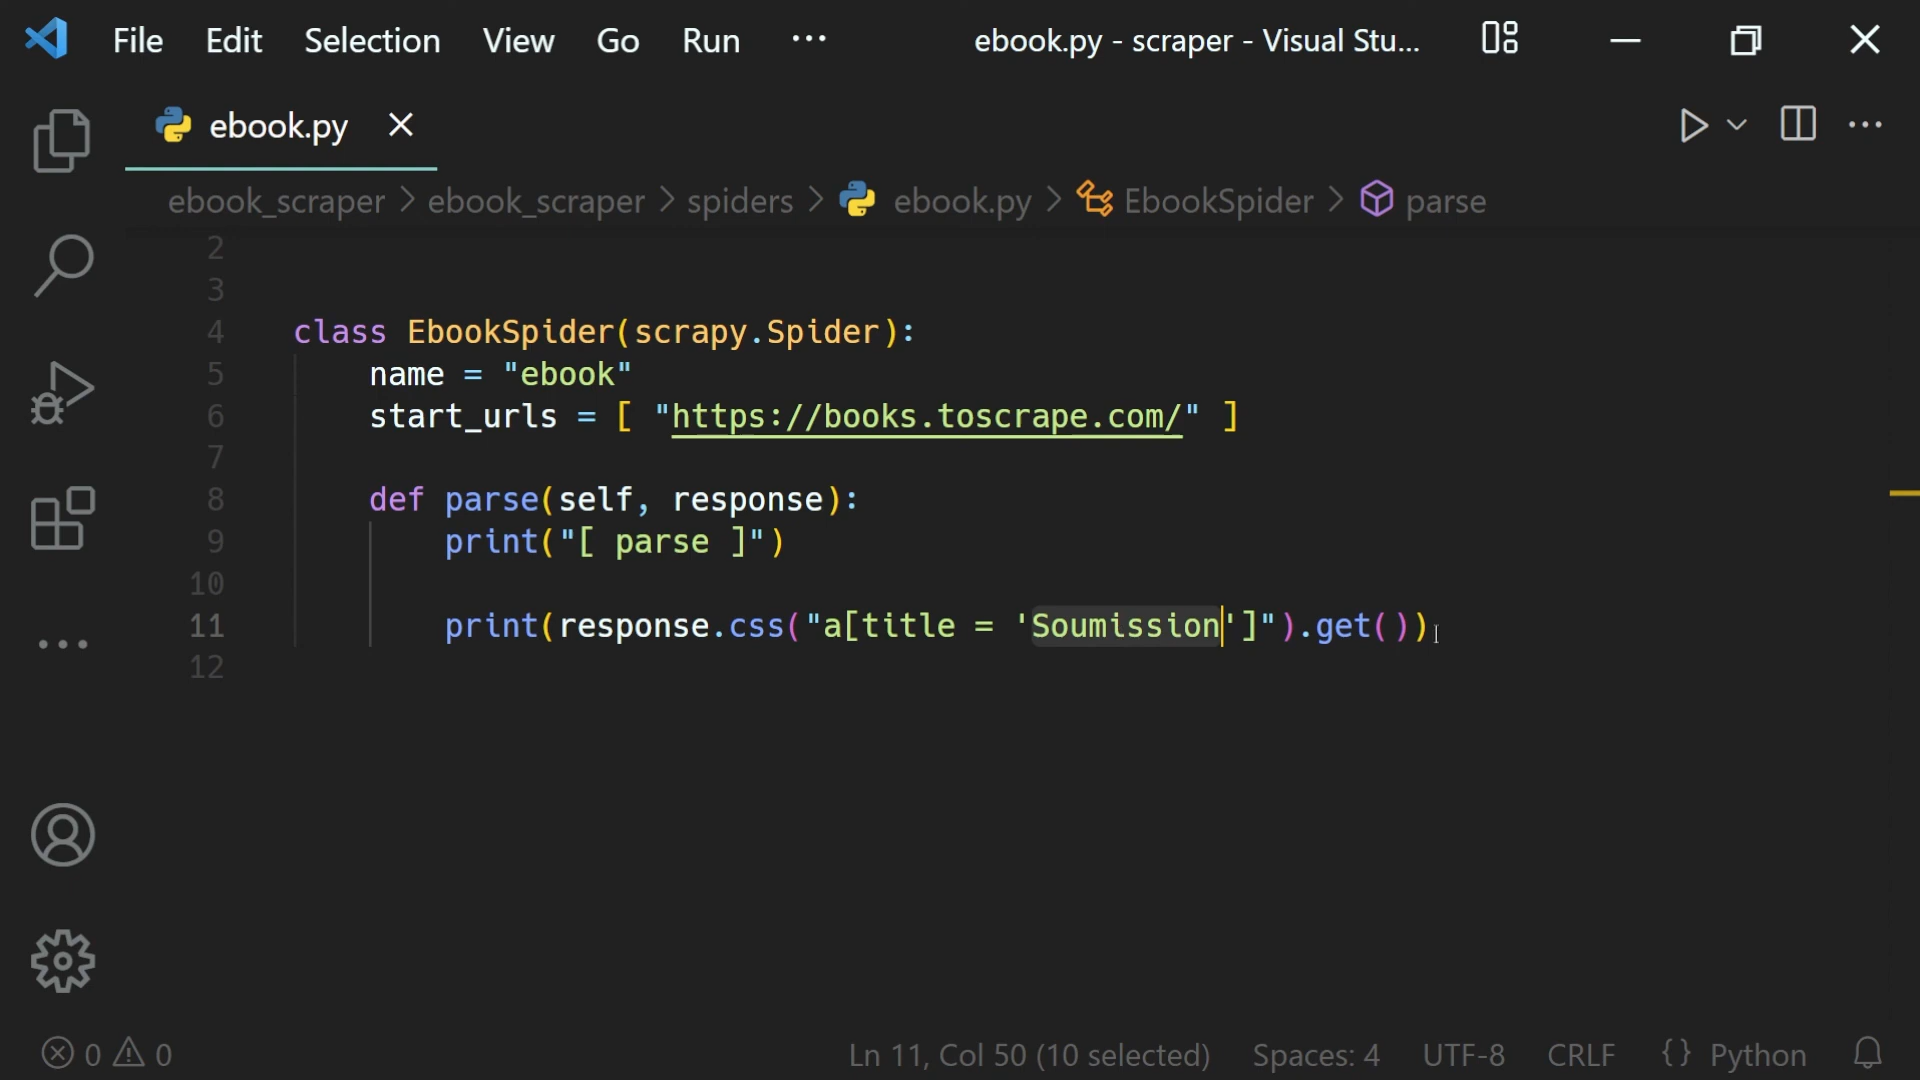 File Edit Selection View Go Run ··· ebook.py - scraper - Visual Stu...
ebook.py
ebook_scraper > ebook_scraper > spiders > ebook.py > EbookSpider > parse
2
3
4 class EbookSpider(scrapy.Spider):
5 name = "ebook"
6 start_urls = [ "https://books.toscrape.com/" ]
7
8 def parse(self, response):
9 print("[ parse ]")
10
11 print(response.css("a[title = 'Soumission']").get())
12
0 0 Ln 11, Col 50 (10 selected) Spaces: 4 UTF-8 CRLF {} Python